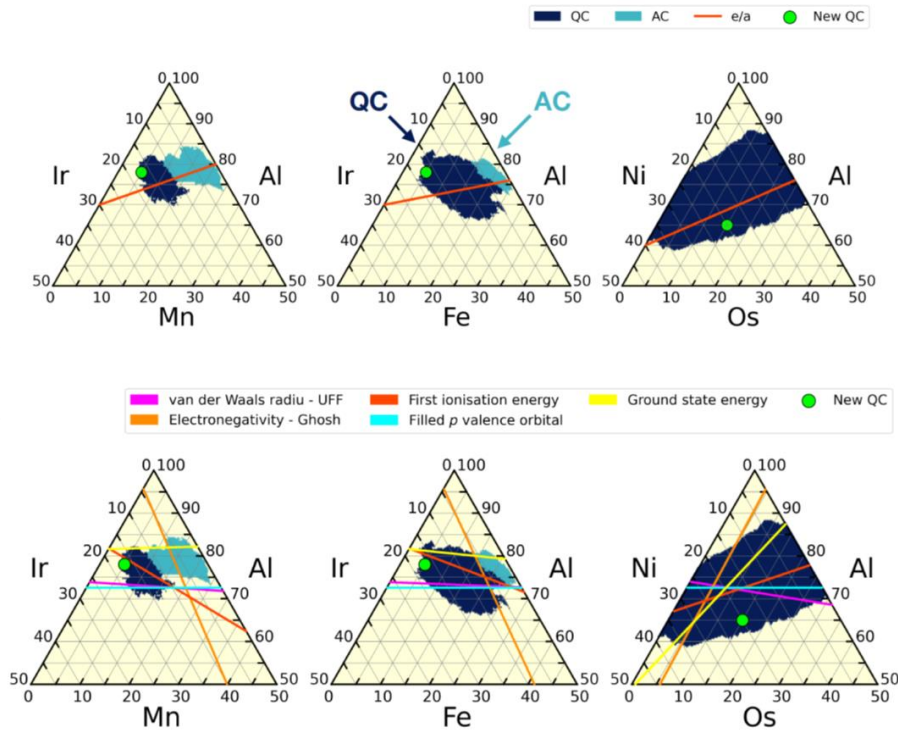 QC AC e/a New QC
QC AC
0,100 0,100 0,100
10 90 10 90 10 90
20 80 20 80 20 80
Ir Al Ir Al Ni Al
30 70 30 70 30 70
40 60 40 60 40 60
50 50 50 50 50 50
0 10 20 30 40 50 0 10 20 30 40 50 0 10 20 30 40 50
Mn Fe Os
van der Waals radiu - UFF First ionisation energy Ground state energy New QC
Electronegativity - Ghosh Filled p valence orbital
0,100 0,100 0,100
10 90 10 90 10 90
20 80 20 80 20 80
Ir Al Ir Al Ni Al
30 70 30 70 30 70
40 60 40 60 40 60
50 50 50 50 50 50
0 10 20 30 40 50 0 10 20 30 40 50 0 10 20 30 40 50
Mn Fe Os